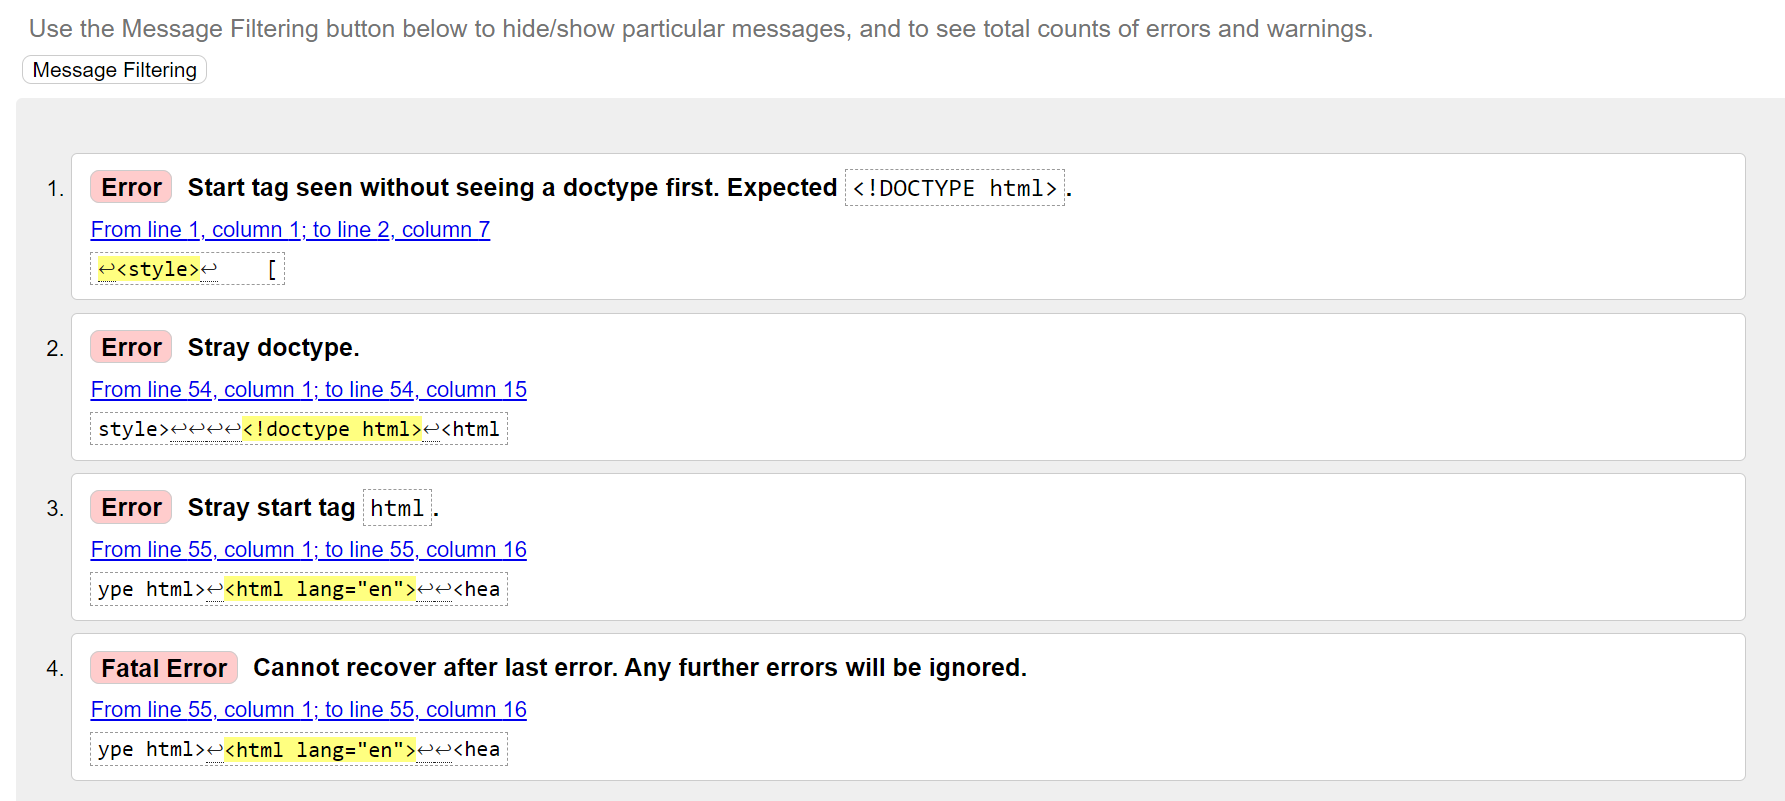 Use the Message Filtering button below to hide/show particular messages, and to see total counts of errors and warnings.
Message Filtering
1. Error Start tag seen without seeing a doctype first. Expected <!DOCTYPE html>.
From line 1, column 1; to line 2, column 7
↩<style>↩    [
2. Error Stray doctype.
From line 54, column 1; to line 54, column 15
style>↩↩↩↩<!doctype html>↩<html
3. Error Stray start tag html.
From line 55, column 1; to line 55, column 16
ype html>↩<html lang="en">↩↩<hea
4. Fatal Error Cannot recover after last error. Any further errors will be ignored.
From line 55, column 1; to line 55, column 16
ype html>↩<html lang="en">↩↩<hea